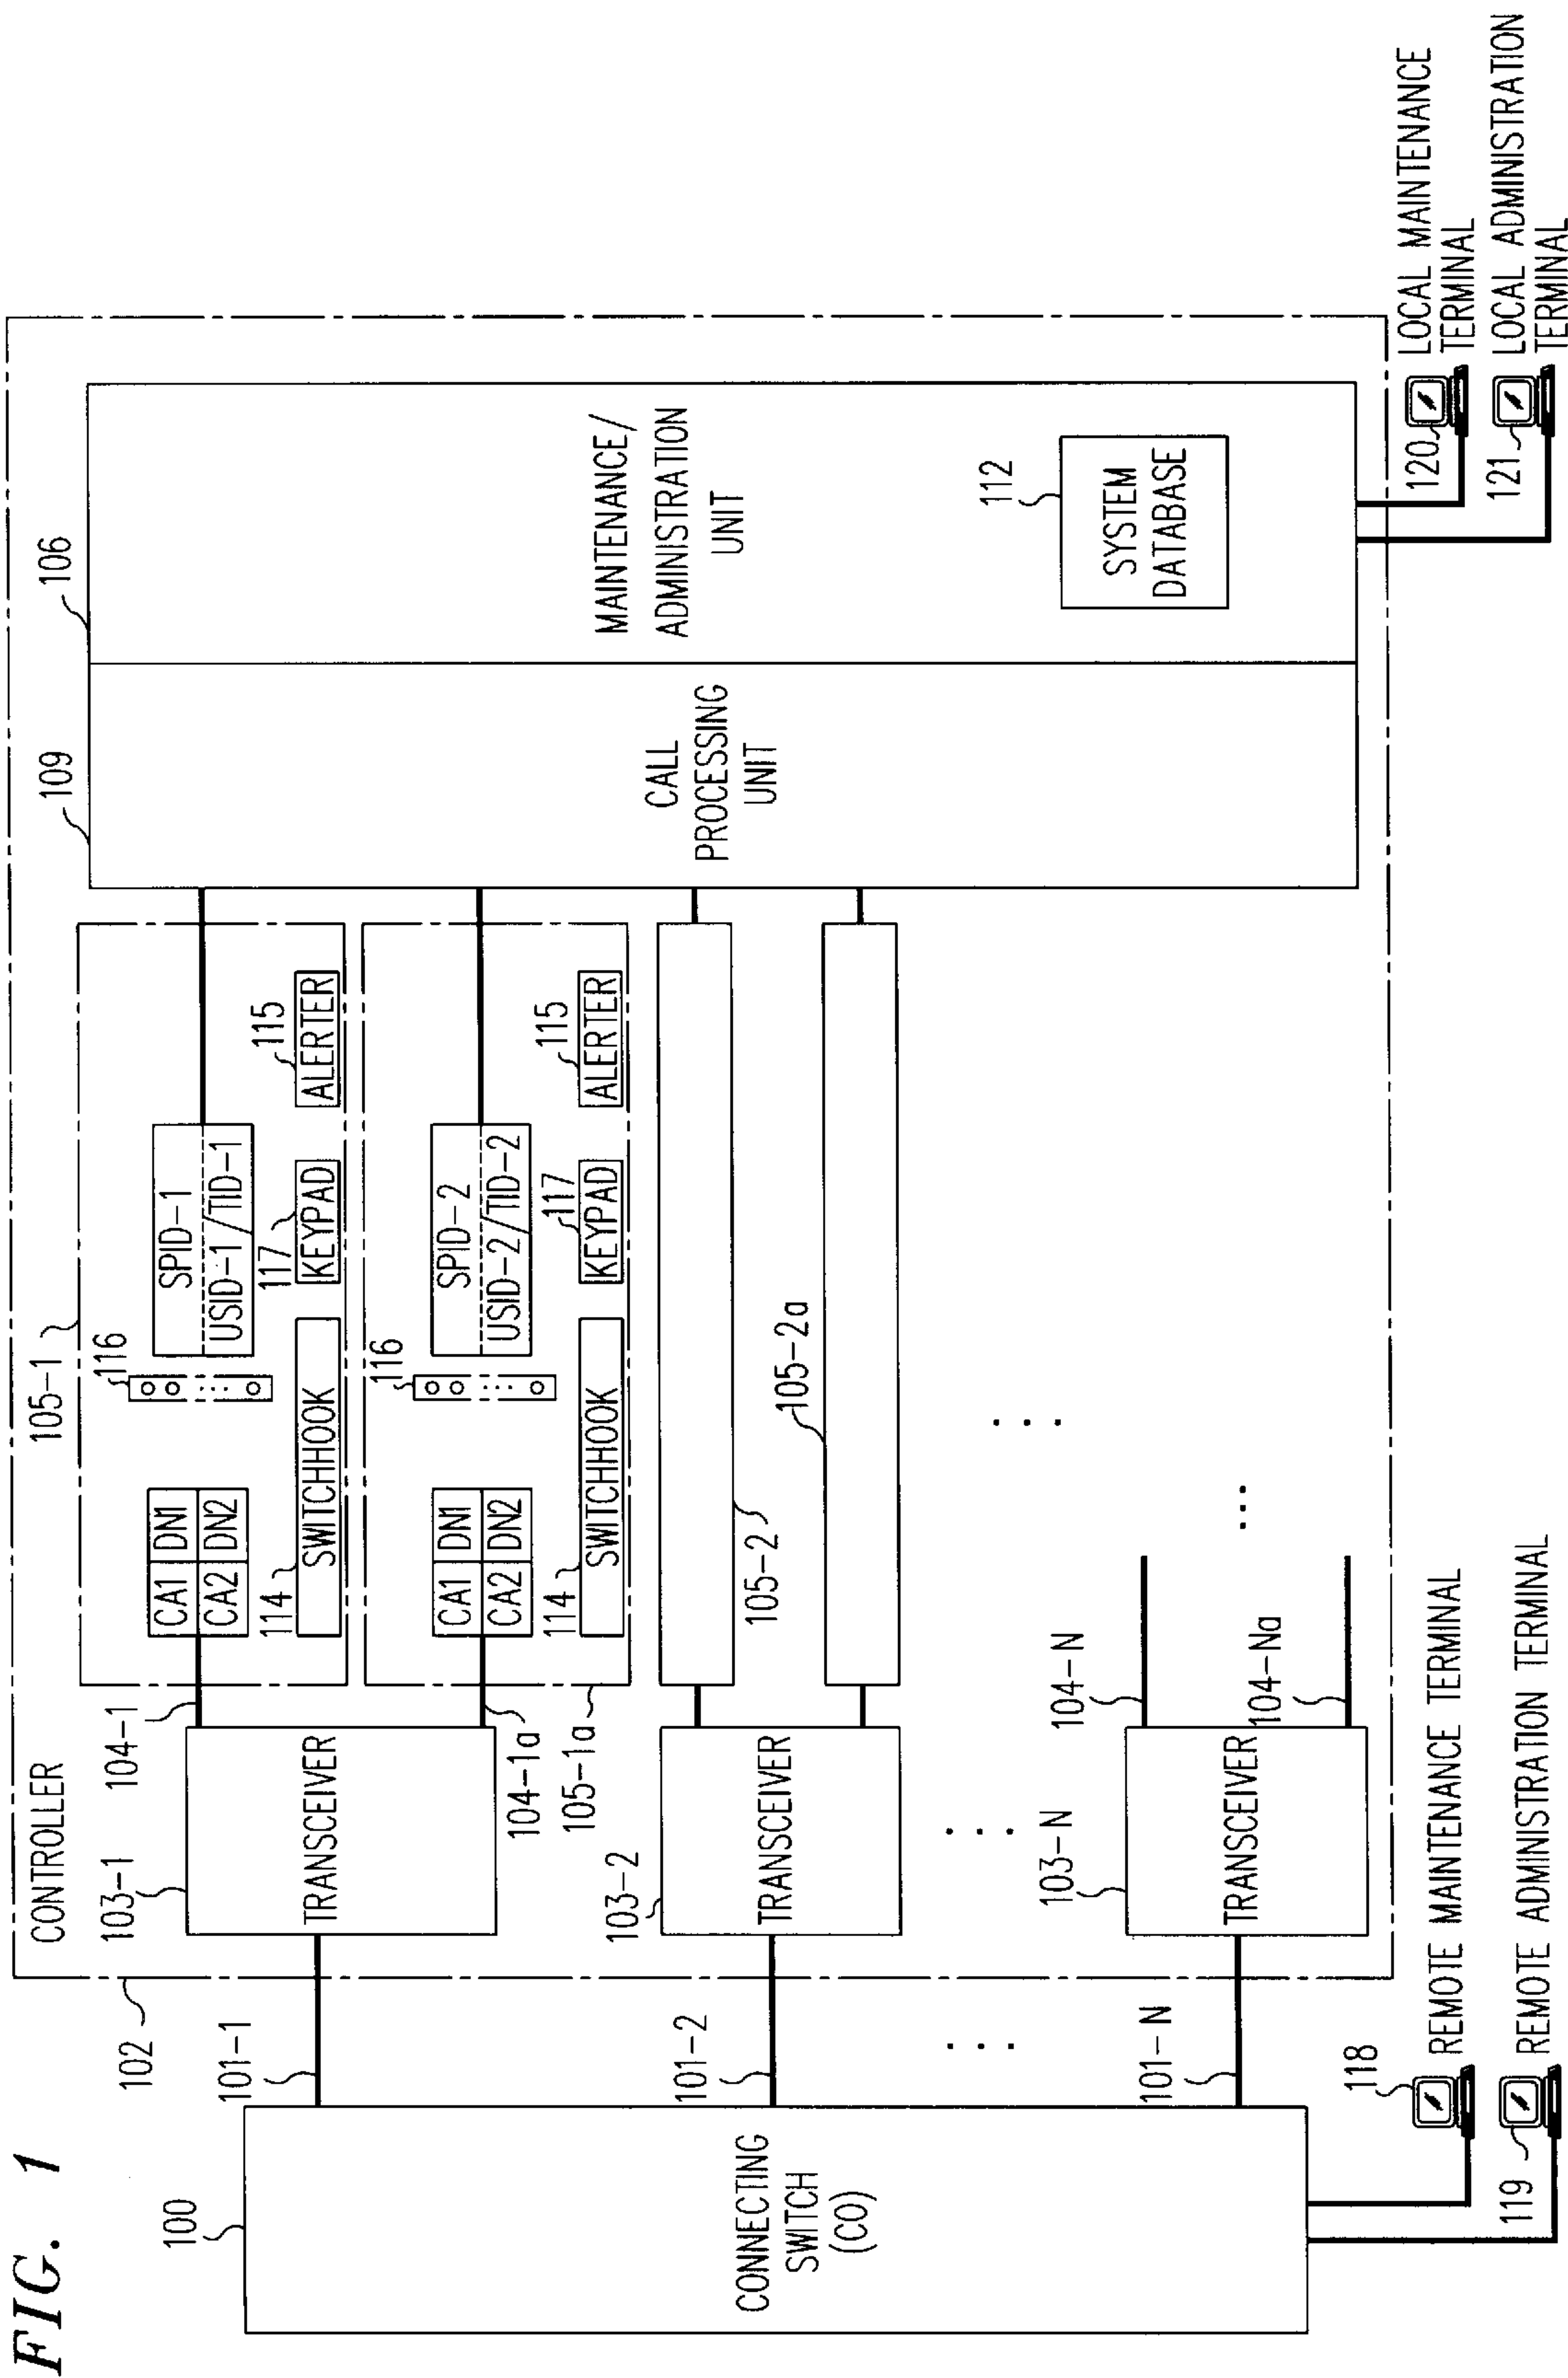 FIG. 1
100
CONNECTING
SWITCH
(CO)
101-1
101-2
101-N
102
CONTROLLER
103-1
TRANSCEIVER
103-2
TRANSCEIVER
103-N
TRANSCEIVER
104-1
104-1a
105-1a
104-N
104-Na
105-1
CA1 DN1
CA2 DN2
116
SPID-1
USID-1/TID-1
114
SWITCHHOOK
117
KEYPAD
115
ALERTER
CA1 DN1
CA2 DN2
116
SPID-2
USID-2/TID-2
114
SWITCHHOOK
117
KEYPAD
115
ALERTER
105-2
105-2a
109
CALL
PROCESSING
UNIT
106
MAINTENANCE/
ADMINISTRATION
UNIT
112
SYSTEM
DATABASE
118
REMOTE MAINTENANCE TERMINAL
119
REMOTE ADMINISTRATION TERMINAL
120
LOCAL MAINTENANCE
TERMINAL
121
LOCAL ADMINISTRATION
TERMINAL